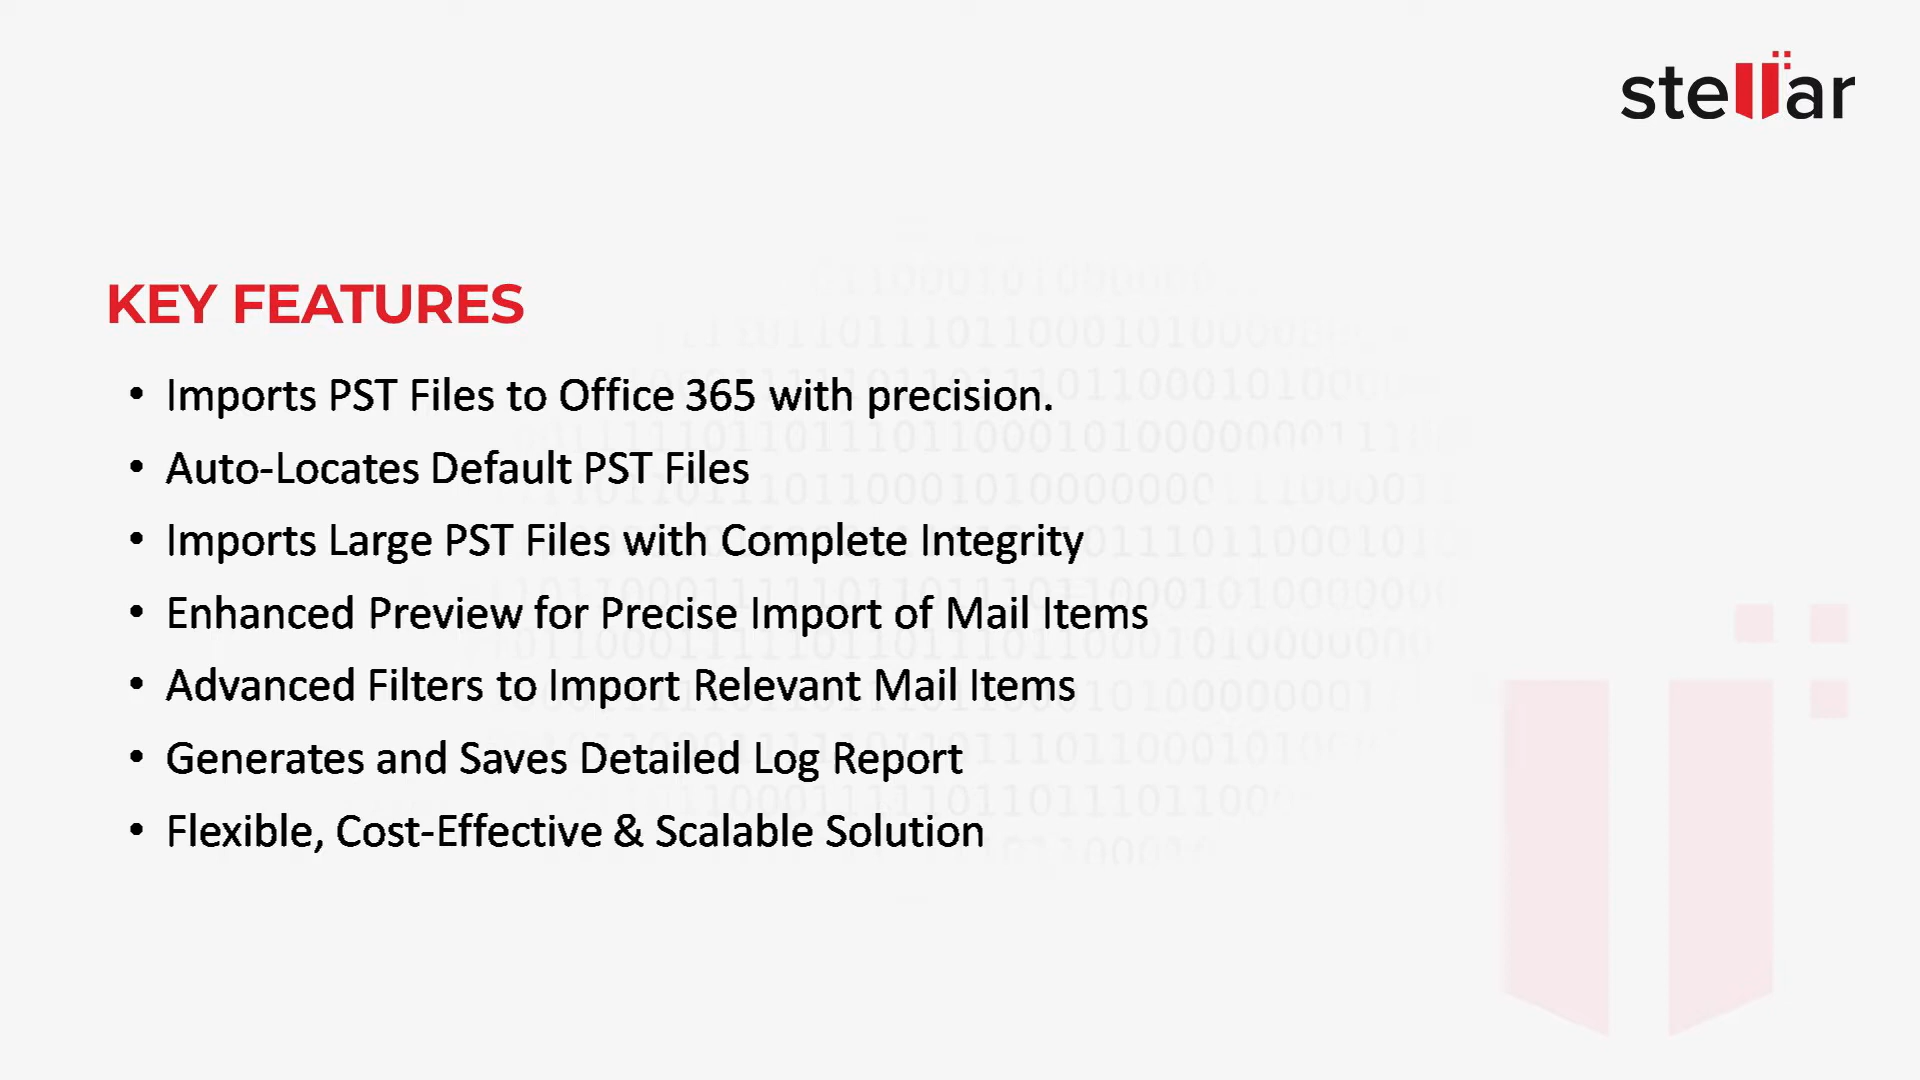 stellar
KEY FEATURES
• Imports PST Files to Office 365 with precision.
• Auto-Locates Default PST Files
• Imports Large PST Files with Complete Integrity
• Enhanced Preview for Precise Import of Mail Items
• Advanced Filters to Import Relevant Mail Items
• Generates and Saves Detailed Log Report
• Flexible, Cost-Effective & Scalable Solution